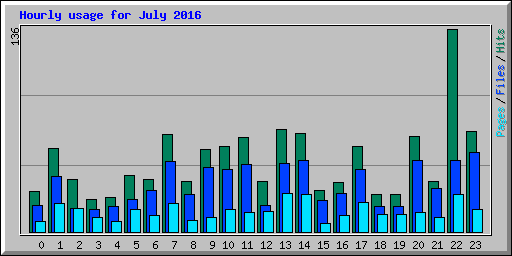 Hourly usage for July 2016
136
Pages / Files / Hits
0 1 2 3 4 5 6 7 8 9 10 11 12 13 14 15 16 17 18 19 20 21 22 23